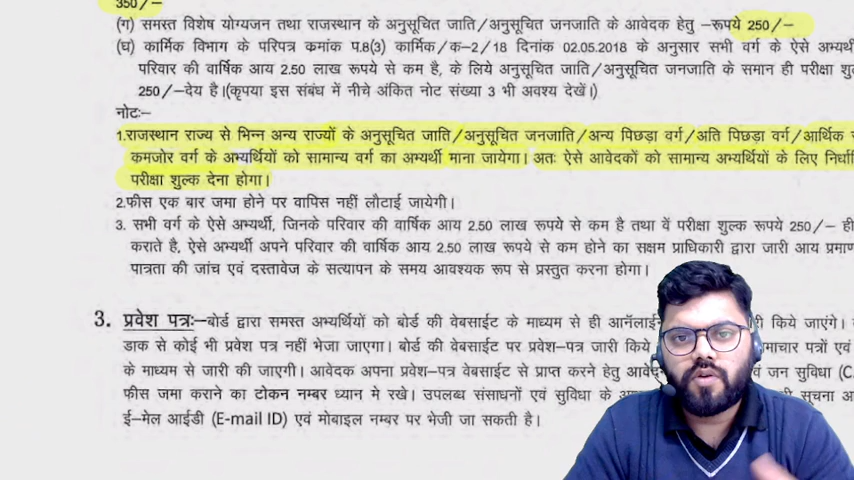 350/–
(ग) समस्त विशेष योग्यजन तथा राजस्थान के अनुसूचित जाति/अनुसूचित जनजाति के आवेदक हेतु –रूपये 250/–
(घ) कार्मिक विभाग के परिपत्र क्रमांक प.8(3) कार्मिक/क–2/18 दिनांक 02.05.2018 के अनुसार सभी वर्ग के ऐसे अभ्यर्थी
परिवार की वार्षिक आय 2.50 लाख रूपये से कम है, के लिये अनुसूचित जाति/अनुसूचित जनजाति के समान ही परीक्षा
250/–देय है।(कृपया इस संबंध में नीचे अंकित नोट संख्या 3 भी अवश्य देखें।)
नोटः–
1.राजस्थान राज्य से भिन्न अन्य राज्यों के अनुसूचित जाति/अनुसूचित जनजाति/अन्य पिछड़ा वर्ग/अति पिछड़ा वर्ग/आर्थिक
कमजोर वर्ग के अभ्यर्थियों को सामान्य वर्ग का अभ्यर्थी माना जायेगा। अतः ऐसे आवेदकों को सामान्य अभ्यर्थियों के लिए
परीक्षा शुल्क देना होगा।
2.फीस एक बार जमा होने पर वापिस नहीं लौटाई जायेगी।
3. सभी वर्ग के ऐसे अभ्यर्थी, जिनके परिवार की वार्षिक आय 2.50 लाख रूपये से कम है तथा वें परीक्षा शुल्क रूपये 250/– ही
कराते है, ऐसे अभ्यर्थी अपने परिवार की वार्षिक आय 2.50 लाख रूपये से कम होने का सक्षम प्राधिकारी द्वारा जारी आय
पात्रता की जांच एवं दस्तावेज के सत्यापन के समय आवश्यक रूप से प्रस्तुत करना होगा।
3. प्रवेश पत्रः–बोर्ड द्वारा समस्त अभ्यर्थियों को बोर्ड की वेबसाईट के माध्यम से ही किये जाएंगे।
डाक से कोई भी प्रवेश पत्र नहीं भेजा जाएगा। बोर्ड की वेबसाईट पर प्रवेश–पत्र जारी किये पत्रों एवं
के माध्यम से जारी की जाएगी। आवेदक अपना प्रवेश–पत्र वेबसाईट से प्राप्त करने हेतु जन सुविधा
फीस जमा कराने का टोकन नम्बर ध्यान मे रखे। उपलब्ध संसाधनों एवं सुविधा के सूचना
ई–मेल आईडी (E-mail ID) एवं मोबाइल नम्बर पर भेजी जा सकती है।